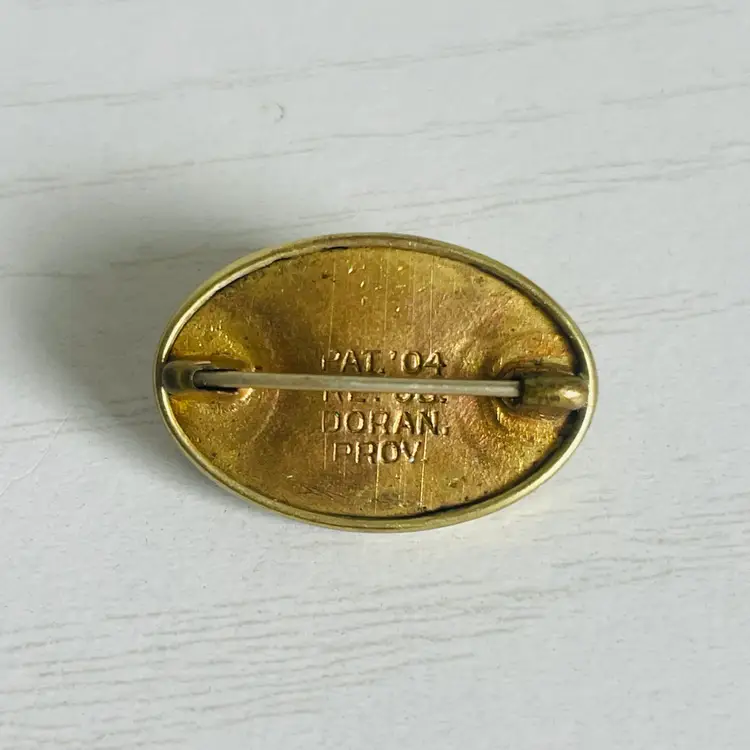 PAT. '04
DORAN,
PROV.